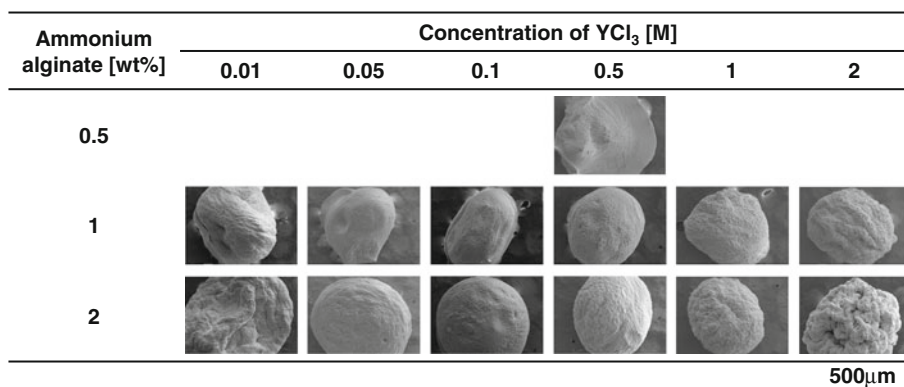 Ammonium
alginate [wt%]
Concentration of YCl₃ [M]
0.01 0.05 0.1 0.5 1 2
0.5
1
2
500μm